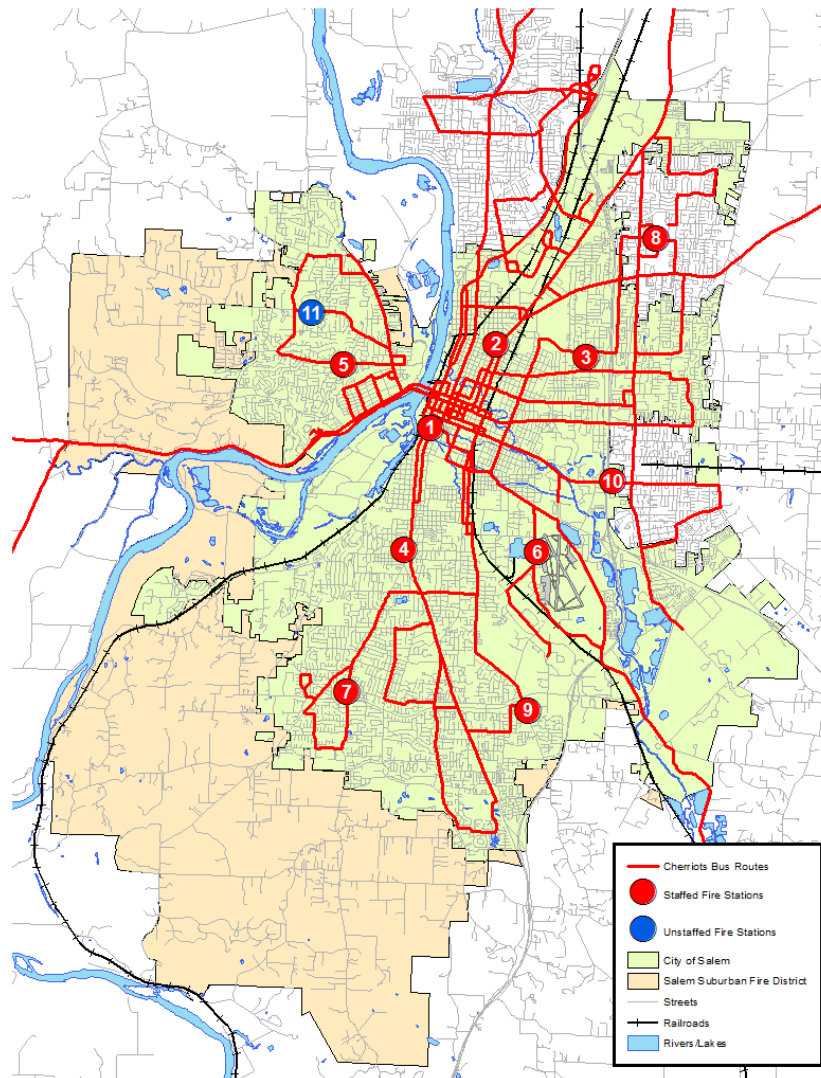 8
11
2
3
5
1
10
4
6
7
9
Cherriots Bus Routes
Staffed Fire Stations
Unstaffed Fire Stations
City of Salem
Salem Suburban Fire District
Streets
Railroads
Rivers/Lakes